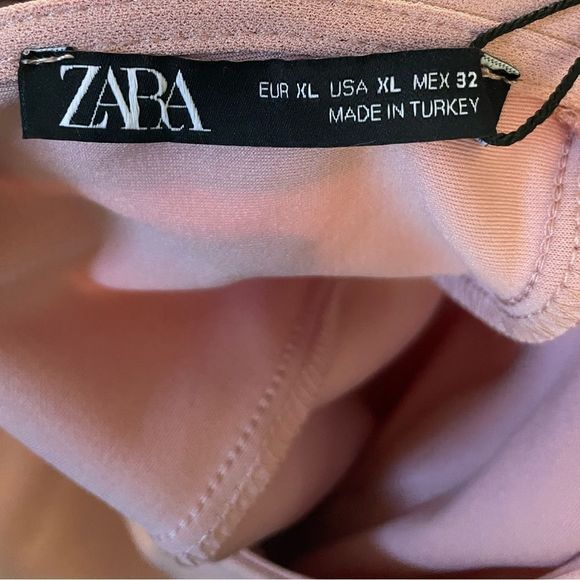 ZARA
EUR XL USA XL MEX 32
MADE IN TURKEY